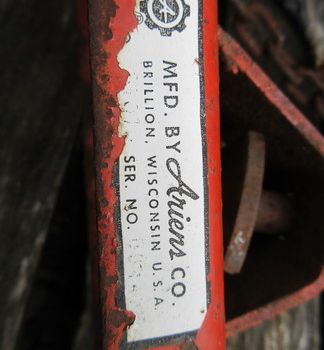 MFD. BY Ariens CO.
BRILLION, WISCONSIN U.S.A.
SER. NO.